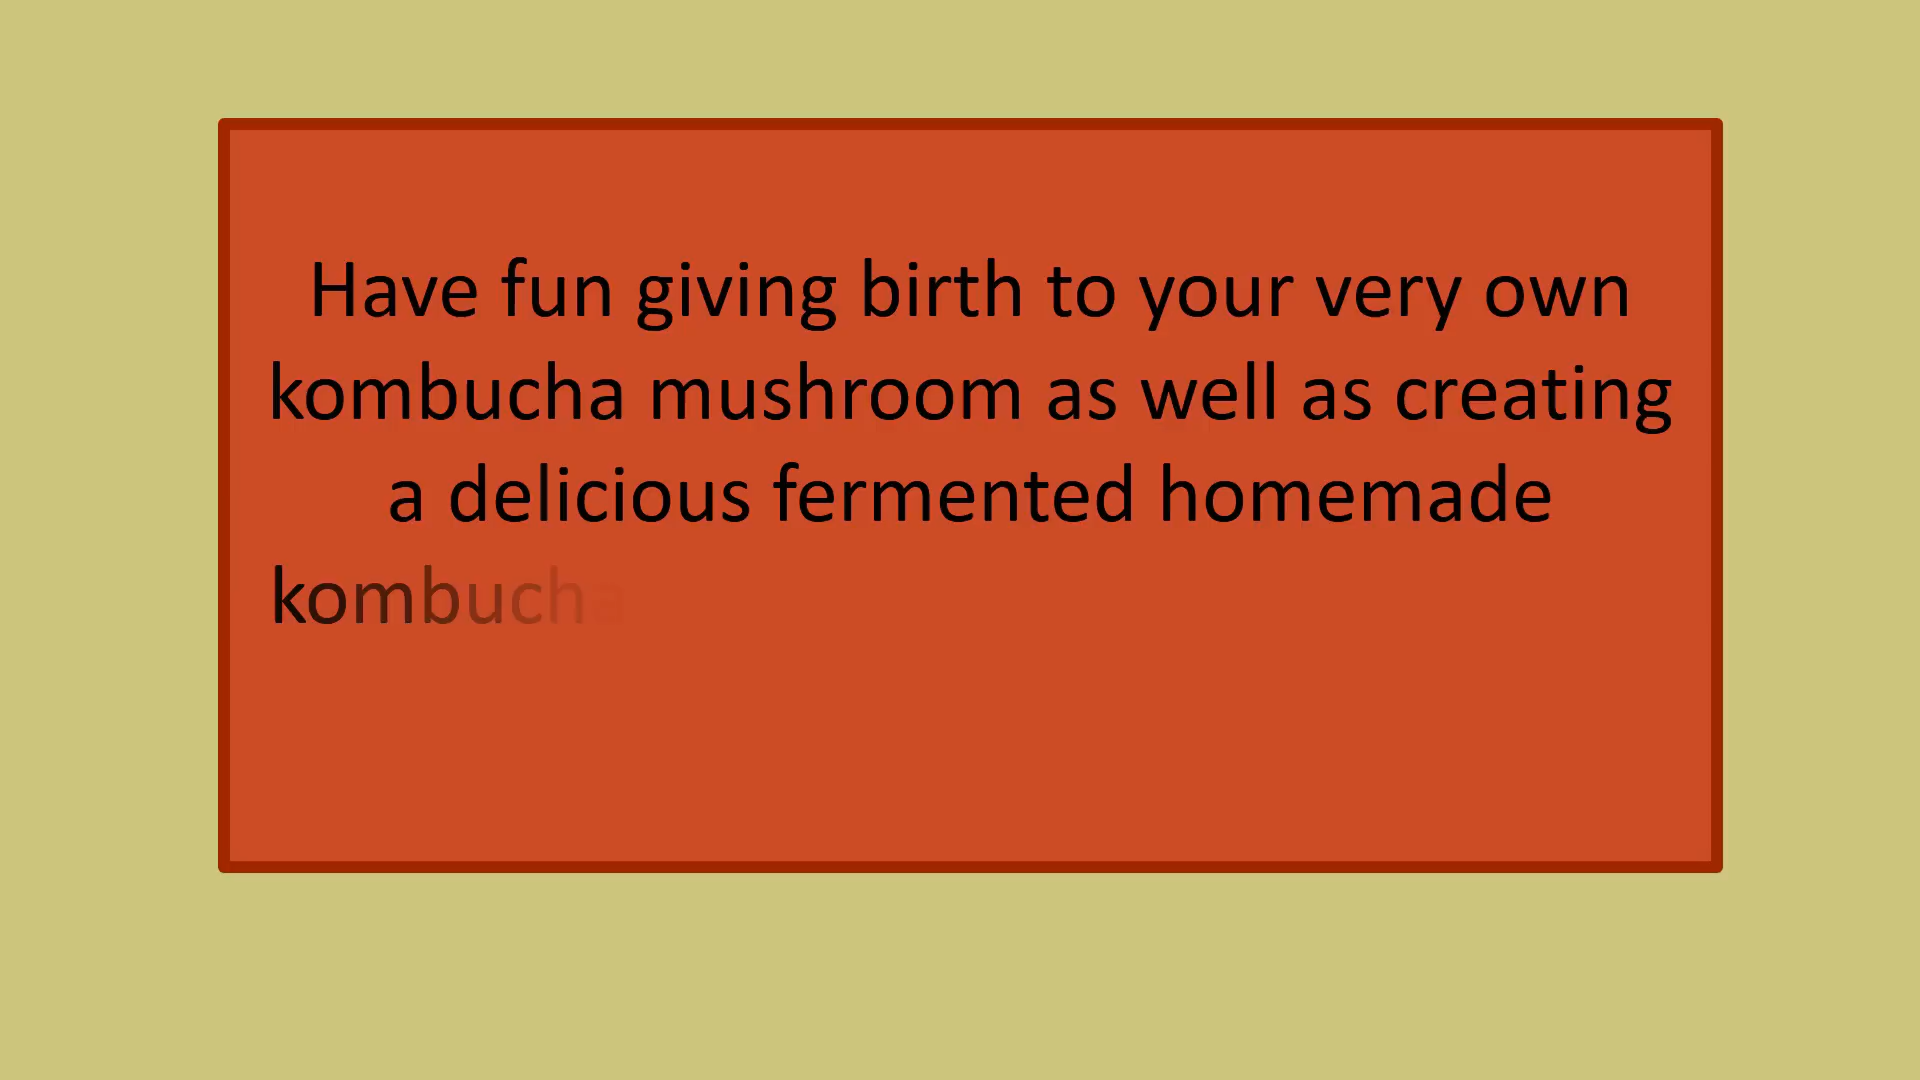 Have fun giving birth to your very own
kombucha mushroom as well as creating
a delicious fermented homemade
kombucha